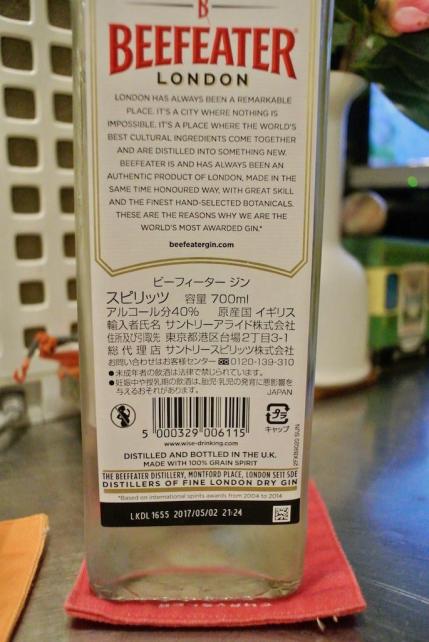 B
BEEFEATER
LONDON
LONDON HAS ALWAYS BEEN A REMARKABLE
PLACE. IT'S A CITY WHERE NOTHING IS
IMPOSSIBLE. IT'S A PLACE WHERE THE WORLD'S
BEST CULTURAL INGREDIENTS COME TOGETHER
AND ARE DISTILLED INTO SOMETHING NEW.
BEEFEATER IS AND HAS ALWAYS BEEN AN
AUTHENTIC PRODUCT OF LONDON, MADE IN THE
SAME TIME HONOURED WAY, WITH GREAT SKILL
AND THE FINEST HAND-SELECTED BOTANICALS.
THESE ARE THE REASONS WHY WE ARE THE
WORLD'S MOST AWARDED GIN.*
beefeatergin.com
ビーフィーター ジン
スピリッツ 容量 700ml
アルコール分40% 原産国 イギリス
輸入者氏名 サントリーアライド株式会社
住所及び引取先 東京都港区台場2丁目3-1
総代理店 サントリースピリッツ株式会社
お問い合わせはお客様センター 0120-139-310
●未成年者の飲酒は法律で禁じられています。
●妊娠中や授乳期の飲酒は、胎児・乳児の発育に悪影響を
与えるおそれがあります。 JAPAN
プラ
キャップ
5 000329 006115
www.wise-drinking.com
DISTILLED AND BOTTLED IN THE U.K.
MADE WITH 100% GRAIN SPIRIT
THE BEEFEATER DISTILLERY, MONTFORD PLACE, LONDON SE11 5DE
DISTILLERS OF FINE LONDON DRY GIN
*Based on international spirits awards from 2004 to 2014
LKDL1655 2017/05/02 21:24